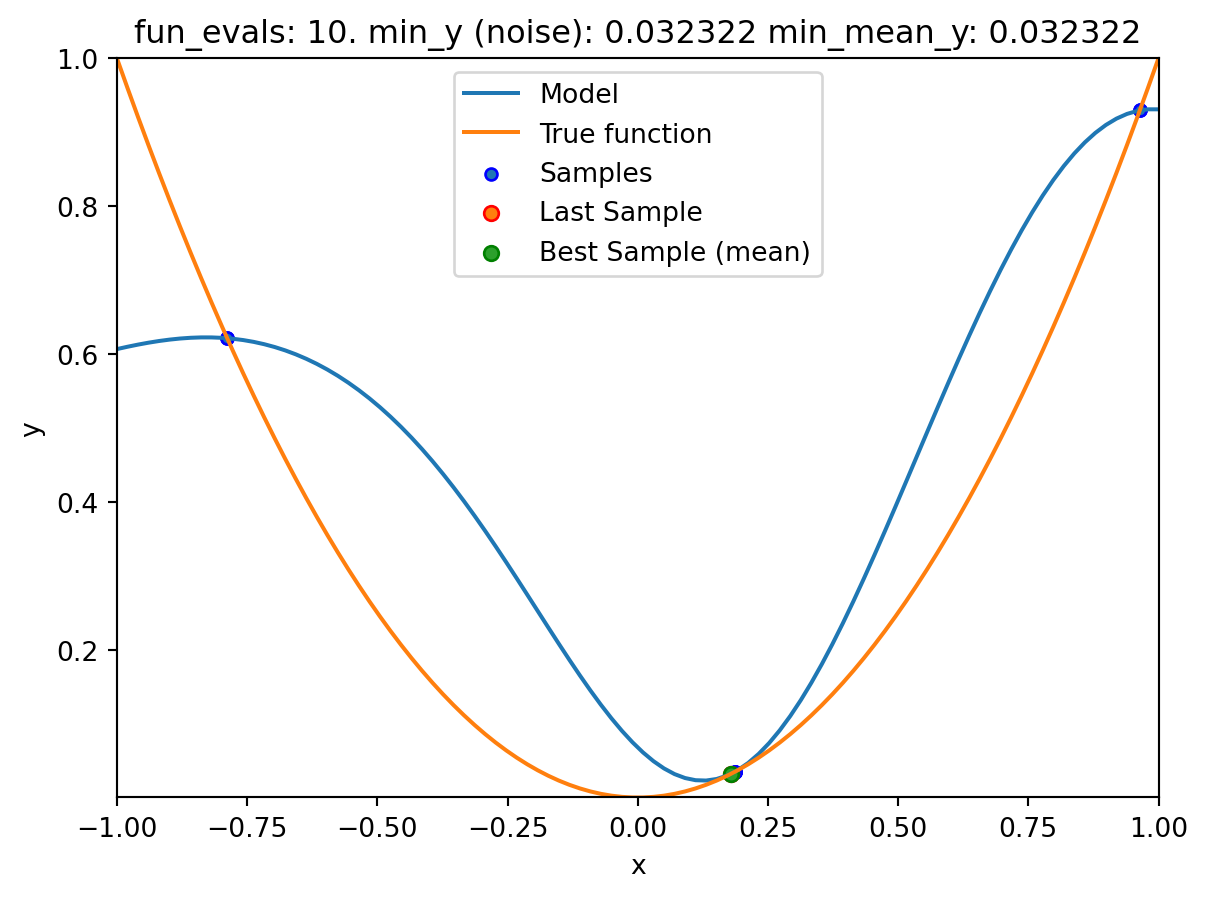 fun_evals: 10. min_y (noise): 0.032322 min_mean_y: 0.032322
Model
True function
Samples
Last Sample
Best Sample (mean)
1.0
0.8
0.6
0.4
0.2
y
−1.00 −0.75 −0.50 −0.25 0.00 0.25 0.50 0.75 1.00
x